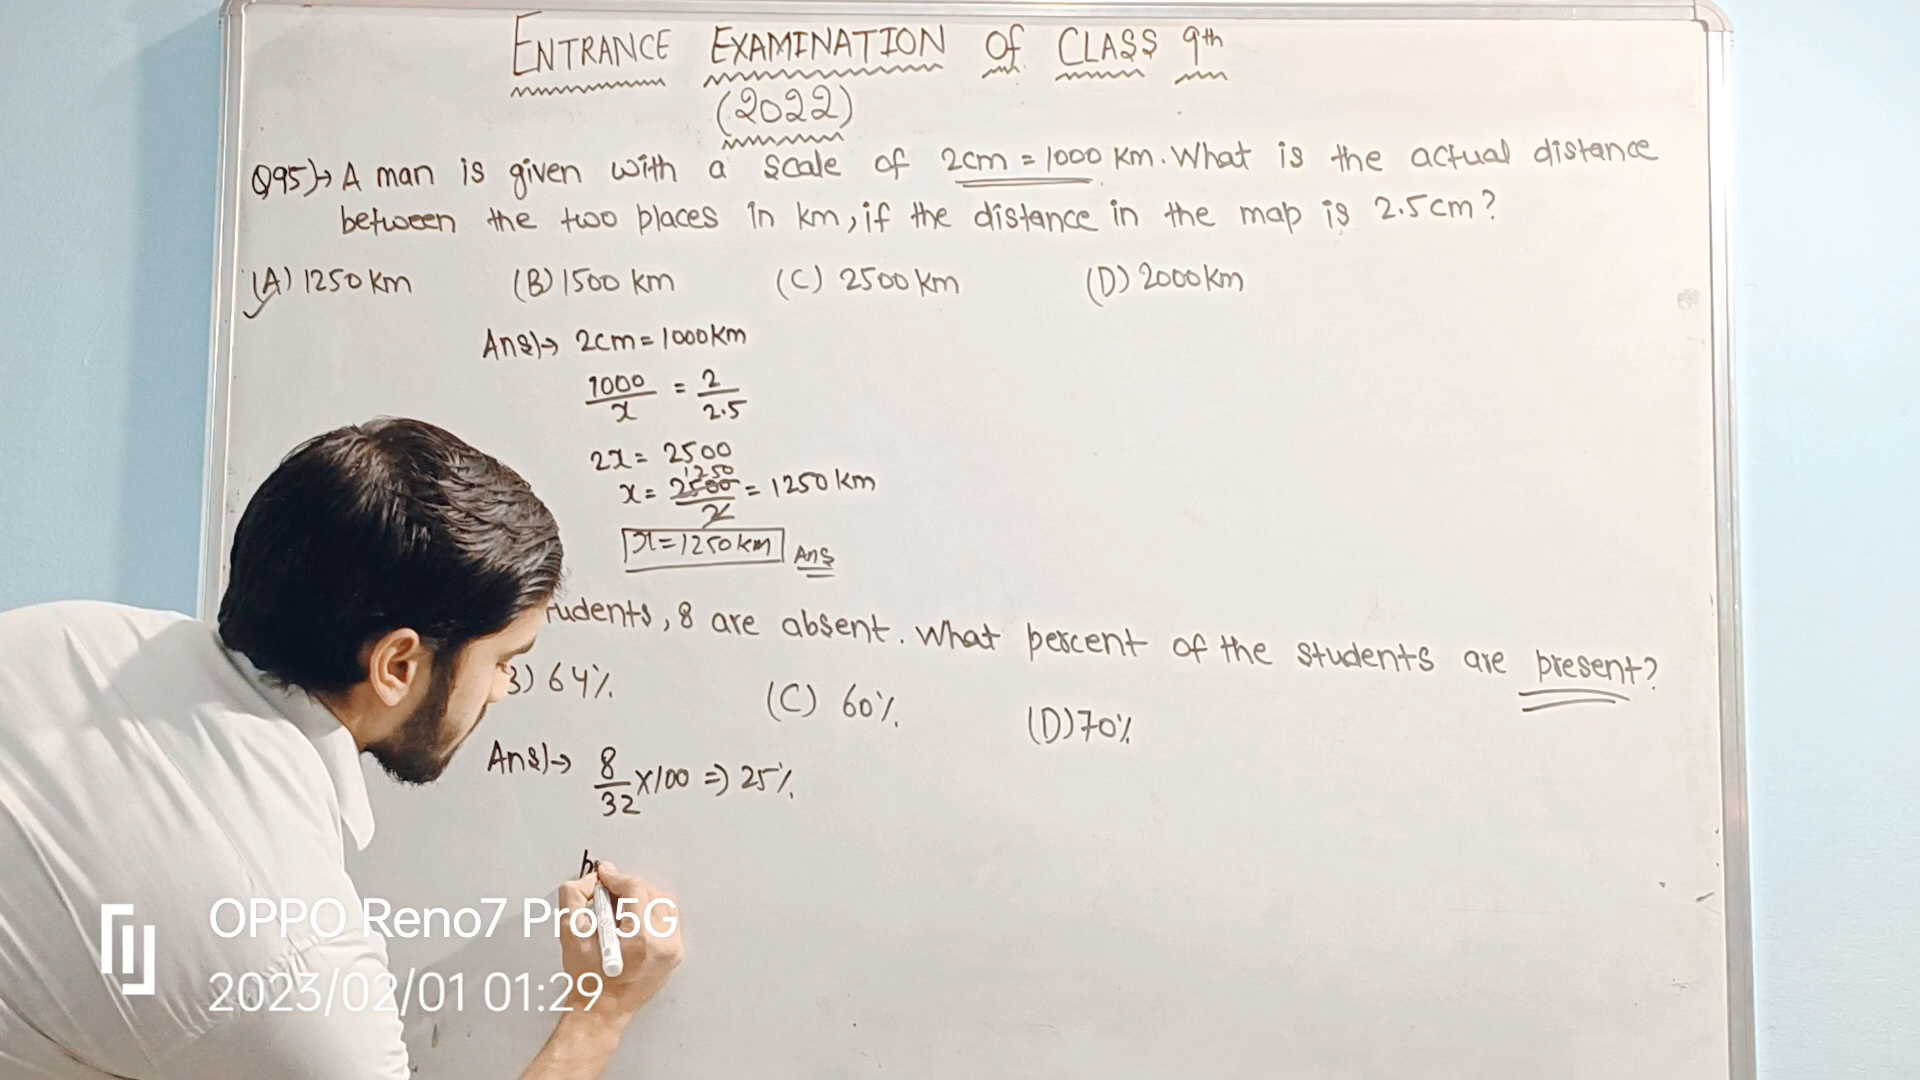 ENTRANCE EXAMINATION Of CLASS 9th
(2022)
Q95)→ A man is given with a scale of 2cm = 1000 km. What is the actual distance
between the two places in km, if the distance in the map is 2.5cm?
(A) 1250 km (B) 1500 km (C) 2500 km (D) 2000 km
Ans)→ 2cm = 1000 km
1000/x = 2/2.5
2x = 2500
1250
x = 2500/2 = 1250 km
x = 1250 km Ans
, 8 are absent. What percent of the students are present?
64% (C) 60% (D) 70%
Ans)→ 8/32 x 100 => 25%
OPPO Reno7 Pro 5G
2023/02/01 01:29